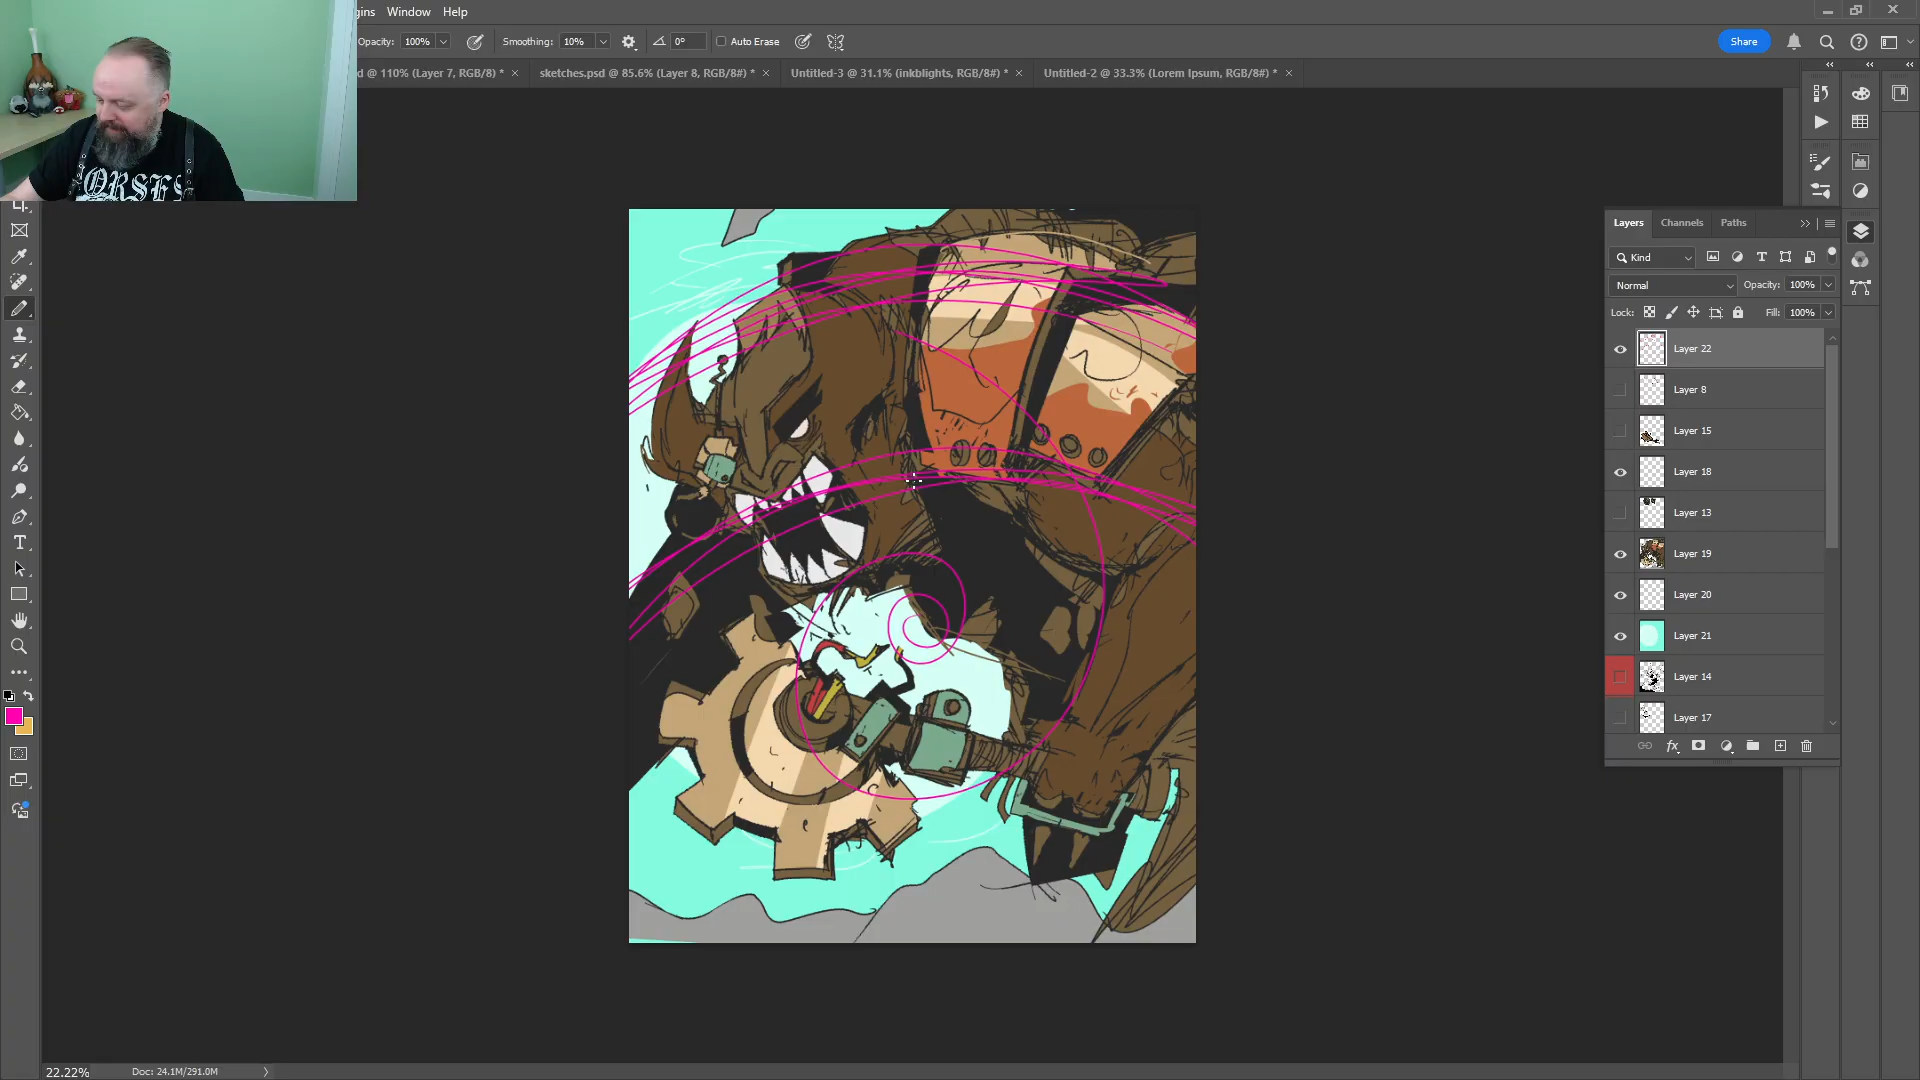 gins Window Help
Opacity: 100% Smoothing: 10% 0° Auto Erase Share
d @ 110% (Layer 7, RGB/8) * × sketches.psd @ 85.6% (Layer 8, RGB/8#) * × Untitled-3 @ 31.1% (inkblights, RGB/8#) * × Untitled-2 @ 33.3% (Lorem Ipsum, RGB/8#) * ×
Layers Channels Paths
Kind
Normal Opacity: 100%
Lock: Fill: 100%
Layer 22
Layer 8
Layer 15
Layer 18
Layer 13
Layer 19
Layer 20
Layer 21
Layer 14
Layer 17
fx
22.22% Doc: 24.1M/291.0M